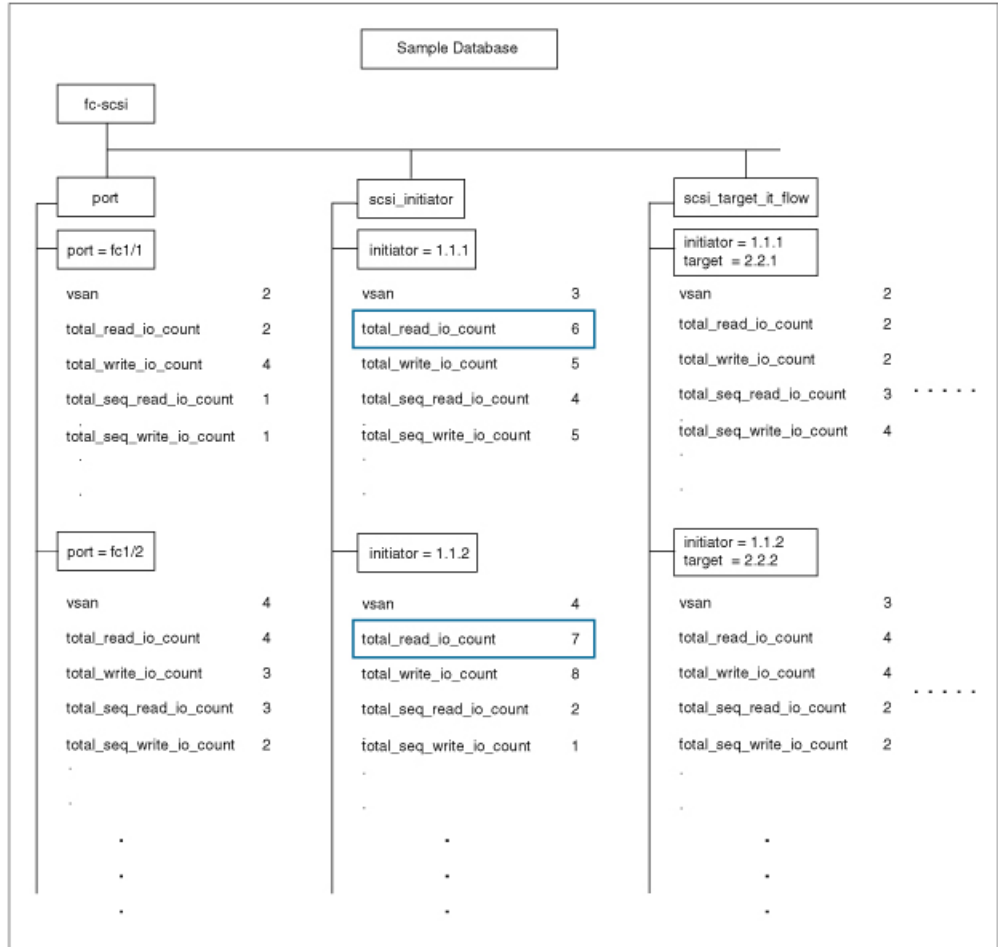 Sample Database
fc-scsi
port
port = fc1/1
vsan 2
total_read_io_count 2
total_write_io_count 4
total_seq_read_io_count 1
total_seq_write_io_count 1
port = fc1/2
vsan 4
total_read_io_count 4
total_write_io_count 3
total_seq_read_io_count 3
total_seq_write_io_count 2
scsi_initiator
initiator = 1.1.1
vsan 3
total_read_io_count 6
total_write_io_count 5
total_seq_read_io_count 4
total_seq_write_io_count 5
initiator = 1.1.2
vsan 4
total_read_io_count 7
total_write_io_count 8
total_seq_read_io_count 2
total_seq_write_io_count 1
scsi_target_it_flow
initiator = 1.1.1
target = 2.2.1
vsan 2
total_read_io_count 2
total_write_io_count 2
total_seq_read_io_count 3
total_seq_write_io_count 4
initiator = 1.1.2
target = 2.2.2
vsan 3
total_read_io_count 4
total_write_io_count 4
total_seq_read_io_count 2
total_seq_write_io_count 2